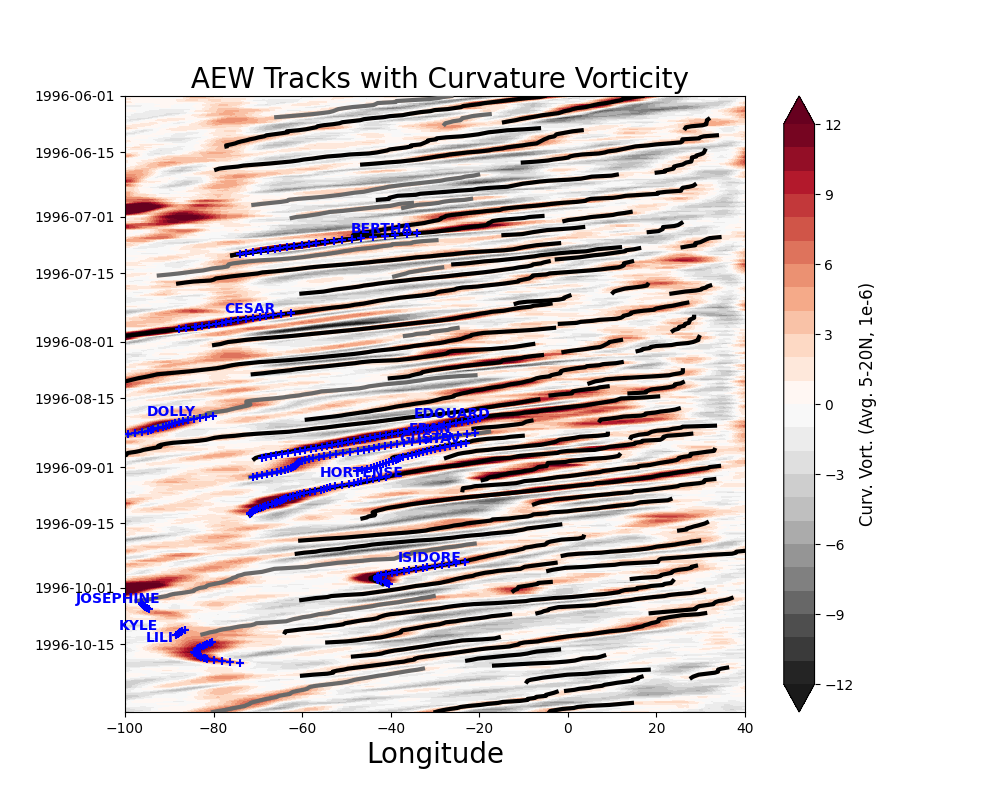 AEW Tracks with Curvature Vorticity
1996-06-01
1996-06-15
1996-07-01
1996-07-15
1996-08-01
1996-08-15
1996-09-01
1996-09-15
1996-10-01
1996-10-15
BERTHA
CESAR
DOLLY
EDOUARD
HORTENSE
ISIDORE
JOSEPHINE
KYLE
LILI
−100
−80
−60
−40
−20
0
20
40
Longitude
12
9
6
3
0
−3
−6
−9
−12
Curv. Vort. (Avg. 5-20N, 1e-6)